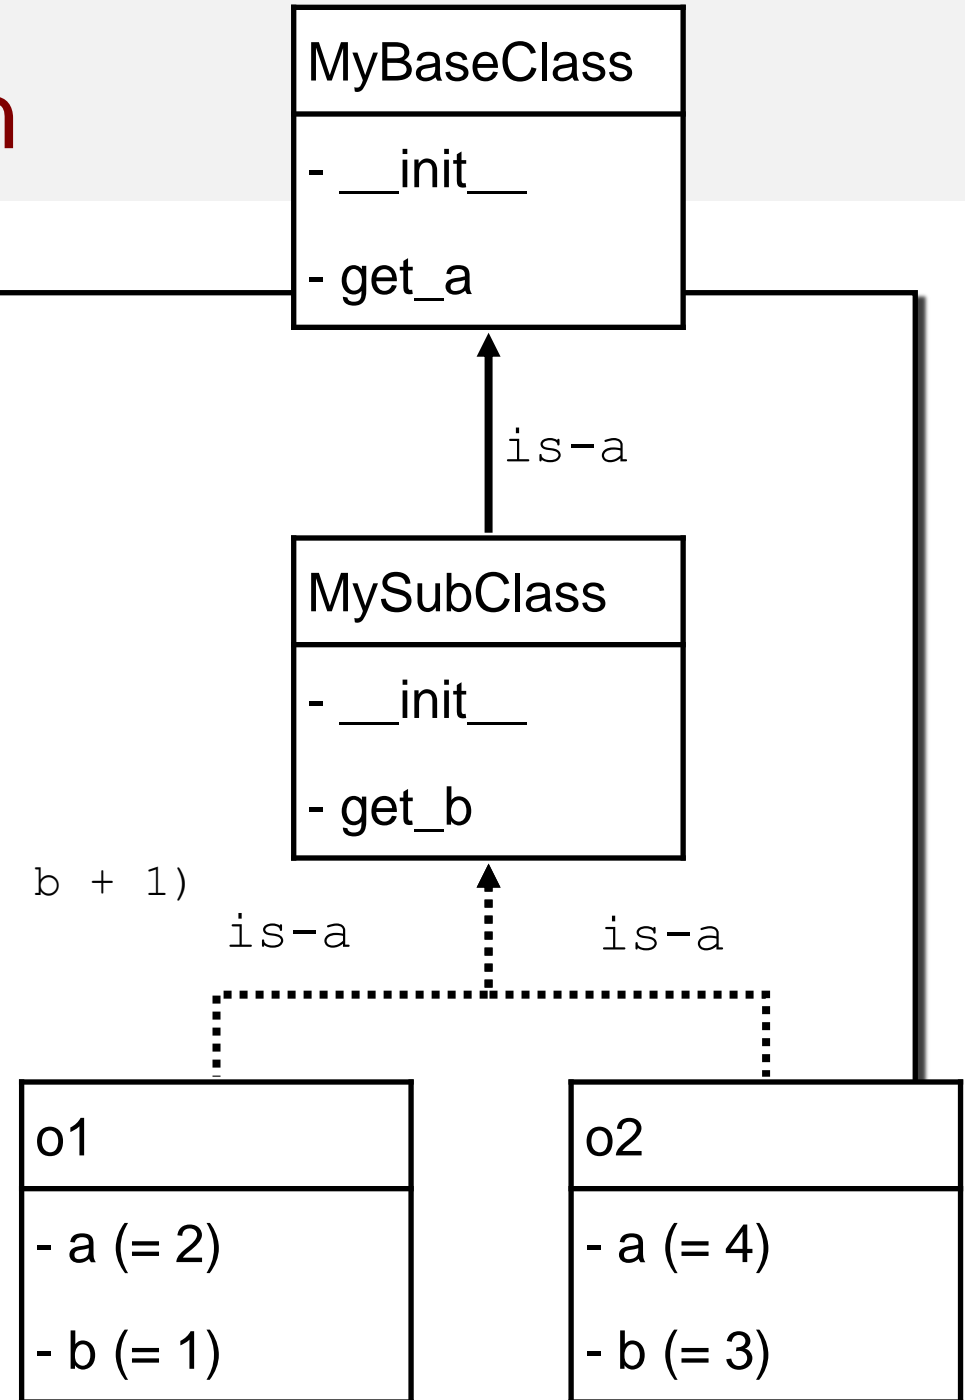 MyBaseClass
- __init__
- get_a
is-a
MySubClass
- __init__
- get_b
b + 1)
is-a is-a
o1 o2
- a (= 2) - a (= 4)
- b (= 1) - b (= 3)